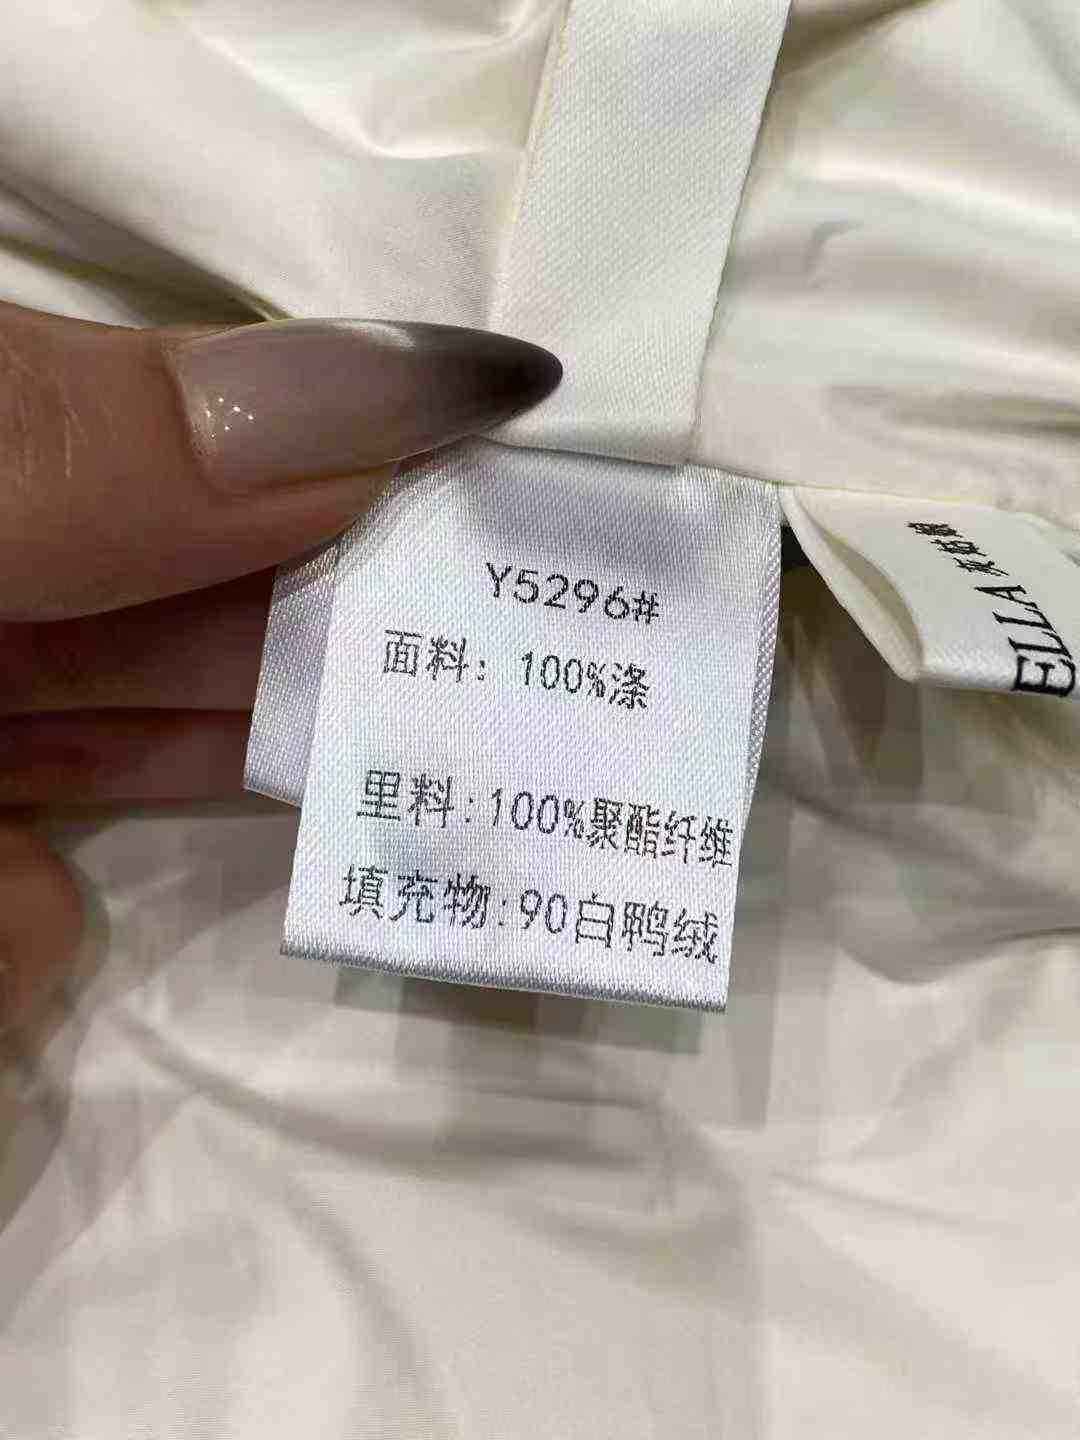 Y5296#
面料：100%涤
里料:100%聚酯纤维
填充物:90白鸭绒
ELLA